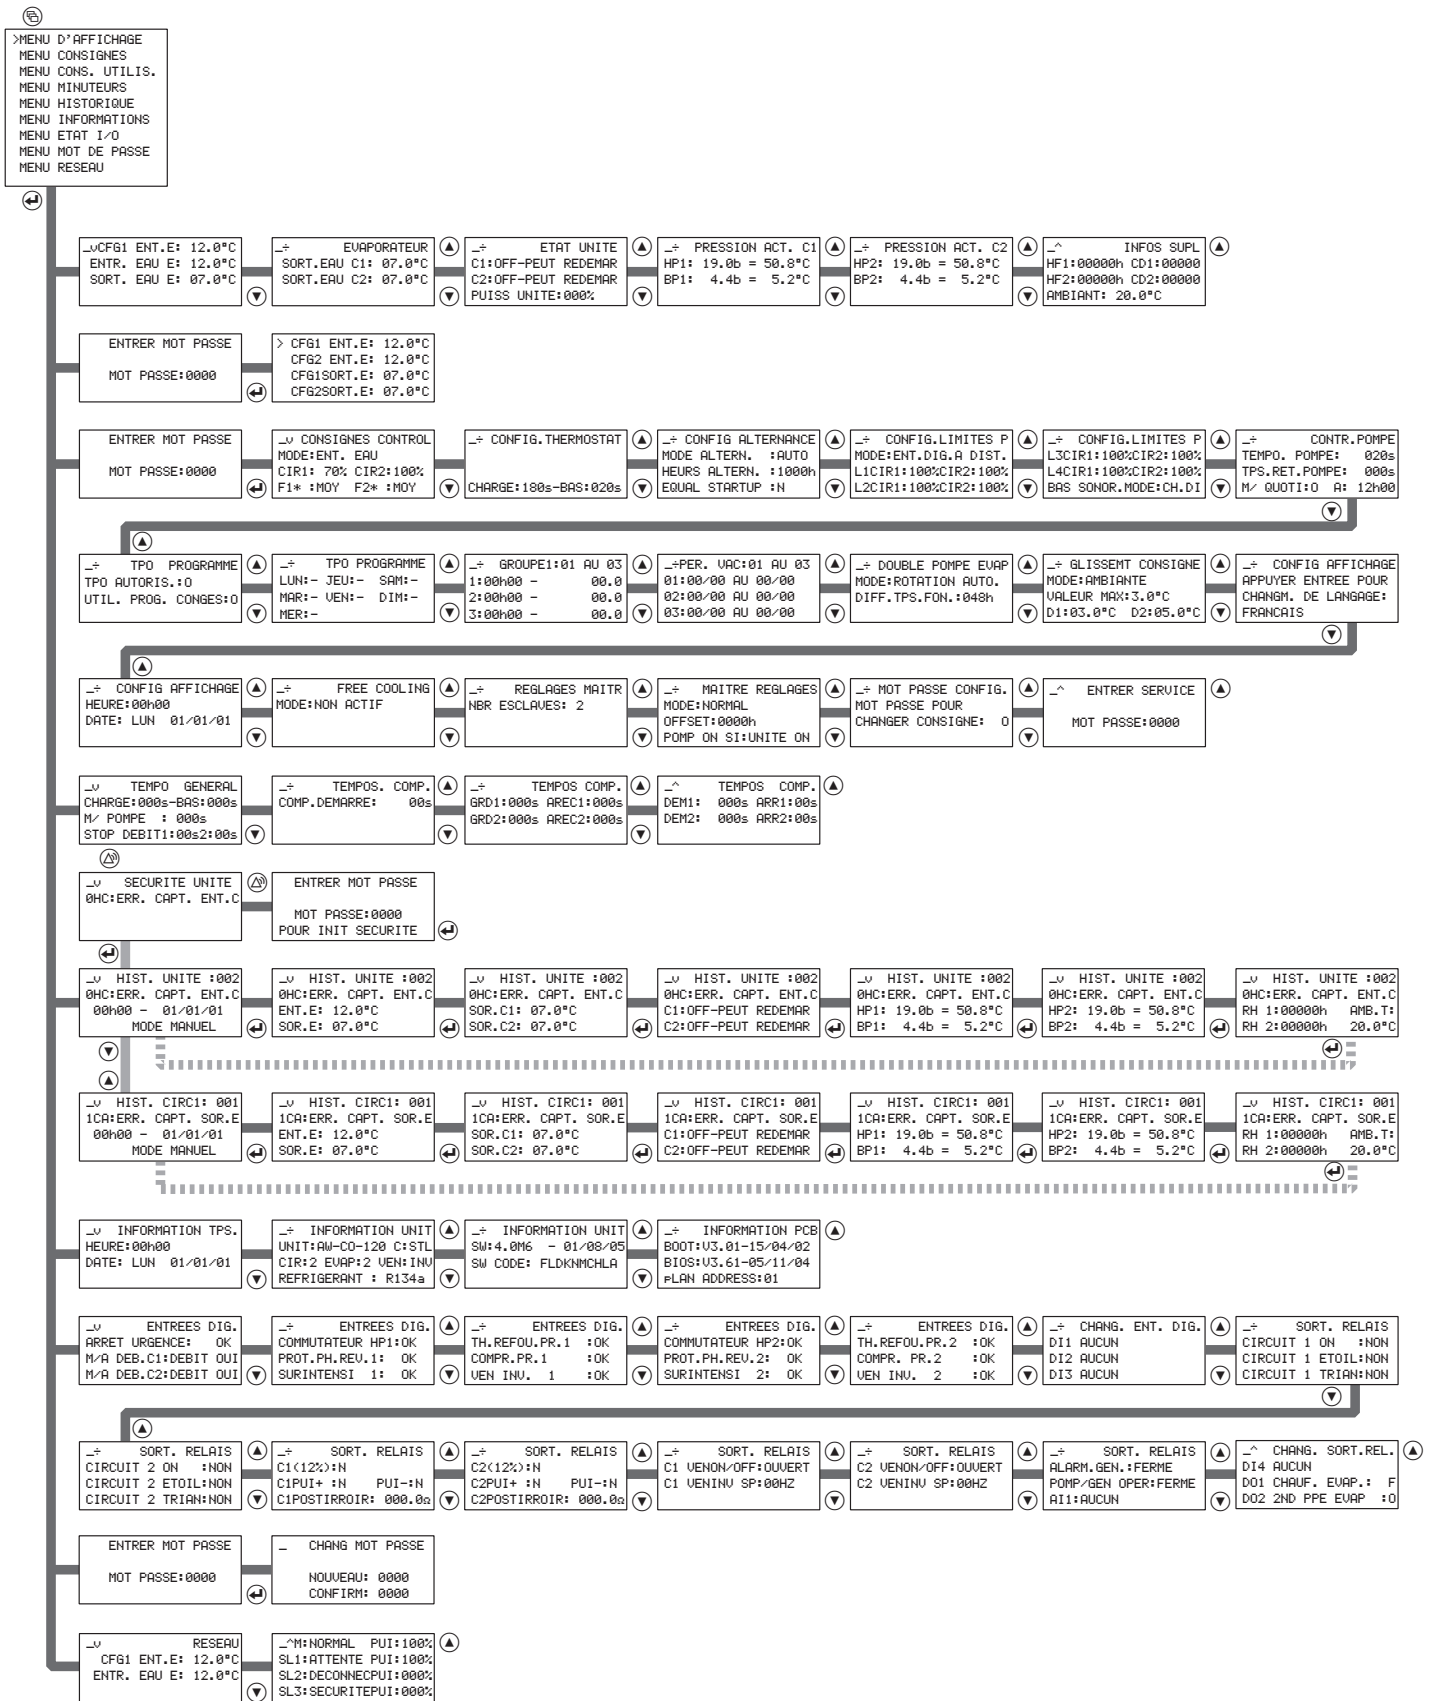 >MENU D'AFFICHAGE
MENU CONSIGNES
MENU CONS. UTILIS.
MENU MINUTEURS
MENU HISTORIQUE
MENU INFORMATIONS
MENU ETAT I/O
MENU MOT DE PASSE
MENU RESEAU
_vCFG1 ENT.E: 12.0°C
ENTR. EAU E: 12.0°C
SORT. EAU E: 07.0°C
_÷ EVAPORATEUR
SORT.EAU C1: 07.0°C
SORT.EAU C2: 07.0°C
_÷ ETAT UNITE
C1:OFF-PEUT REDEMAR
C2:OFF-PEUT REDEMAR
PUISS UNITE:000%
_÷ PRESSION ACT. C1
HP1: 19.0b = 50.8°C
BP1: 4.4b = 5.2°C
_÷ PRESSION ACT. C2
HP2: 19.0b = 50.8°C
BP2: 4.4b = 5.2°C
_^ INFOS SUPL
HF1:00000h CD1:00000
HF2:00000h CD2:00000
AMBIANT: 20.0°C
ENTRER MOT PASSE
MOT PASSE:0000
> CFG1 ENT.E: 12.0°C
CFG2 ENT.E: 12.0°C
CFG1SORT.E: 07.0°C
CFG2SORT.E: 07.0°C
ENTRER MOT PASSE
MOT PASSE:0000
_v CONSIGNES CONTROL
MODE:ENT. EAU
CIR1: 70% CIR2:100%
F1* :MOY F2* :MOY
_÷ CONFIG.THERMOSTAT
CHARGE:180s-BAS:020s
_÷ CONFIG ALTERNANCE
MODE ALTERN. :AUTO
HEURS ALTERN. :1000h
EQUAL STARTUP :N
_÷ CONFIG.LIMITES P
MODE:ENT.DIG.A DIST.
L1CIR1:100%CIR2:100%
L2CIR1:100%CIR2:100%
_÷ CONFIG.LIMITES P
L3CIR1:100%CIR2:100%
L4CIR1:100%CIR2:100%
BAS SONOR.MODE:CH.DI
_÷ CONTR.POMPE
TEMPO. POMPE: 020s
TPS.RET.POMPE: 000s
M/ QUOTI:O A: 12h00
_÷ TPO PROGRAMME
TPO AUTORIS.:O
UTIL. PROG. CONGES:O
_÷ TPO PROGRAMME
LUN:- JEU:- SAM:-
MAR:- VEN:- DIM:-
MER:-
_÷ GROUPE1:01 AU 03
1:00h00 - 00.0
2:00h00 - 00.0
3:00h00 - 00.0
_÷PER. VAC:01 AU 03
01:00/00 AU 00/00
02:00/00 AU 00/00
03:00/00 AU 00/00
_÷ DOUBLE POMPE EVAP
MODE:ROTATION AUTO.
DIFF.TPS.FON.:048h
_÷ GLISSEMT CONSIGNE
MODE:AMBIANTE
VALEUR MAX:3.0°C
D1:03.0°C D2:05.0°C
_÷ CONFIG AFFICHAGE
APPUYER ENTREE POUR
CHANGM. DE LANGAGE:
FRANCAIS
_÷ CONFIG AFFICHAGE
HEURE:00h00
DATE: LUN 01/01/01
_÷ FREE COOLING
MODE:NON ACTIF
_÷ REGLAGES MAITR
NBR ESCLAVES: 2
_÷ MAITRE REGLAGES
MODE:NORMAL
OFFSET:0000h
POMP ON SI:UNITE ON
_÷ MOT PASSE CONFIG.
MOT PASSE POUR
CHANGER CONSIGNE: O
_^ ENTRER SERVICE
MOT PASSE:0000
_v TEMPO GENERAL
CHARGE:000s-BAS:000s
M/ POMPE : 000s
STOP DEBIT1:00s2:00s
_÷ TEMPOS. COMP.
COMP.DEMARRE: 00s
_÷ TEMPOS COMP.
GRD1:000s AREC1:000s
GRD2:000s AREC2:000s
_^ TEMPOS COMP.
DEM1: 000s ARR1:00s
DEM2: 000s ARR2:00s
_v SECURITE UNITE
0HC:ERR. CAPT. ENT.C
ENTRER MOT PASSE
MOT PASSE:0000
POUR INIT SECURITE
_v HIST. UNITE :002
0HC:ERR. CAPT. ENT.C
00h00 - 01/01/01
MODE MANUEL
_v HIST. UNITE :002
0HC:ERR. CAPT. ENT.C
ENT.E: 12.0°C
SOR.E: 07.0°C
_v HIST. UNITE :002
0HC:ERR. CAPT. ENT.C
SOR.C1: 07.0°C
SOR.C2: 07.0°C
_v HIST. UNITE :002
0HC:ERR. CAPT. ENT.C
C1:OFF-PEUT REDEMAR
C2:OFF-PEUT REDEMAR
_v HIST. UNITE :002
0HC:ERR. CAPT. ENT.C
HP1: 19.0b = 50.8°C
BP1: 4.4b = 5.2°C
_v HIST. UNITE :002
0HC:ERR. CAPT. ENT.C
HP2: 19.0b = 50.8°C
BP2: 4.4b = 5.2°C
_v HIST. UNITE :002
0HC:ERR. CAPT. ENT.C
RH 1:00000h AMB.T:
RH 2:00000h 20.0°C
_v HIST. CIRC1: 001
1CA:ERR. CAPT. SOR.E
00h00 - 01/01/01
MODE MANUEL
_v HIST. CIRC1: 001
1CA:ERR. CAPT. SOR.E
ENT.E: 12.0°C
SOR.E: 07.0°C
_v HIST. CIRC1: 001
1CA:ERR. CAPT. SOR.E
SOR.C1: 07.0°C
SOR.C2: 07.0°C
_v HIST. CIRC1: 001
1CA:ERR. CAPT. SOR.E
C1:OFF-PEUT REDEMAR
C2:OFF-PEUT REDEMAR
_v HIST. CIRC1: 001
1CA:ERR. CAPT. SOR.E
HP1: 19.0b = 50.8°C
BP1: 4.4b = 5.2°C
_v HIST. CIRC1: 001
1CA:ERR. CAPT. SOR.E
HP2: 19.0b = 50.8°C
BP2: 4.4b = 5.2°C
_v HIST. CIRC1: 001
1CA:ERR. CAPT. SOR.E
RH 1:00000h AMB.T:
RH 2:00000h 20.0°C
_v INFORMATION TPS.
HEURE:00h00
DATE: LUN 01/01/01
_÷ INFORMATION UNIT
UNIT:AW-CO-120 C:STL
CIR:2 EVAP:2 VEN:INV
REFRIGERANT : R134a
_÷ INFORMATION UNIT
SW:4.0M6 - 01/08/05
SW CODE: FLDKNMCHLA
_÷ INFORMATION PCB
BOOT:V3.01-15/04/02
BIOS:V3.61-05/11/04
pLAN ADDRESS:01
_v ENTREES DIG.
ARRET URGENCE: OK
M/A DEB.C1:DEBIT OUI
M/A DEB.C2:DEBIT OUI
_÷ ENTREES DIG.
COMMUTATEUR HP1:OK
PROT.PH.REV.1: OK
SURINTENSI 1: OK
_÷ ENTREES DIG.
TH.REFOU.PR.1 :OK
COMPR.PR.1 :OK
VEN INV. 1 :OK
_÷ ENTREES DIG.
COMMUTATEUR HP2:OK
PROT.PH.REV.2: OK
SURINTENSI 2: OK
_÷ ENTREES DIG.
TH.REFOU.PR.2 :OK
COMPR. PR.2 :OK
VEN INV. 2 :OK
_÷ CHANG. ENT. DIG.
DI1 AUCUN
DI2 AUCUN
DI3 AUCUN
_÷ SORT. RELAIS
CIRCUIT 1 ON :NON
CIRCUIT 1 ETOIL:NON
CIRCUIT 1 TRIAN:NON
_÷ SORT. RELAIS
CIRCUIT 2 ON :NON
CIRCUIT 2 ETOIL:NON
CIRCUIT 2 TRIAN:NON
_÷ SORT. RELAIS
C1(12%):N
C1PUI+ :N PUI-:N
C1POSTIRROIR: 000.0Ω
_÷ SORT. RELAIS
C2(12%):N
C2PUI+ :N PUI-:N
C2POSTIRROIR: 000.0Ω
_÷ SORT. RELAIS
C1 VENON/OFF:OUVERT
C1 VENINV SP:00HZ
_÷ SORT. RELAIS
C2 VENON/OFF:OUVERT
C2 VENINV SP:00HZ
_÷ SORT. RELAIS
ALARM.GEN.:FERME
POMP/GEN OPER:FERME
AI1:AUCUN
_^ CHANG. SORT.REL.
DI4 AUCUN
DO1 CHAUF. EVAP.: F
DO2 2ND PPE EVAP :O
ENTRER MOT PASSE
MOT PASSE:0000
_ CHANG MOT PASSE
NOUVEAU: 0000
CONFIRM: 0000
_v RESEAU
CFG1 ENT.E: 12.0°C
ENTR. EAU E: 12.0°C
_^M:NORMAL PUI:100%
SL1:ATTENTE PUI:100%
SL2:DECONNECPUI:000%
SL3:SECURITEPUI:000%